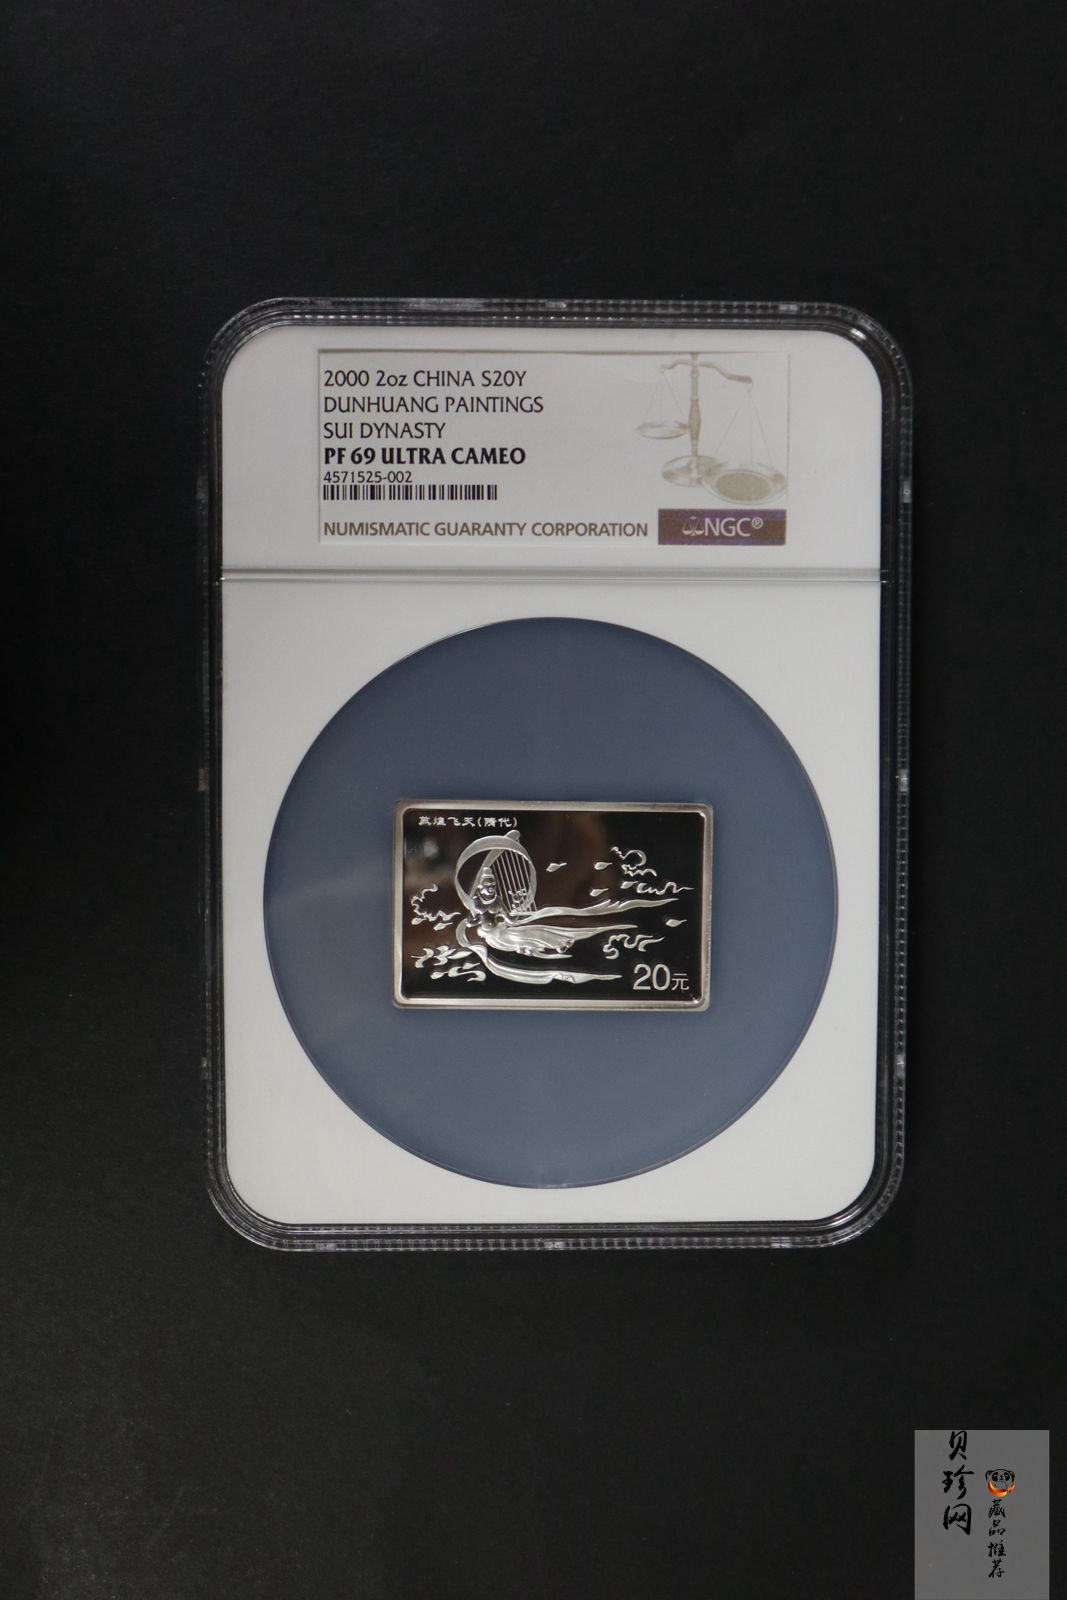 2000 2oz CHINA S20Y
DUNHUANG PAINTINGS
SUI DYNASTY
PF 69 ULTRA CAMEO
4571525-002
NUMISMATIC GUARANTY CORPORATION
NGC®
敦煌飞天(隋代)
20元
贝珍网
藏品推荐